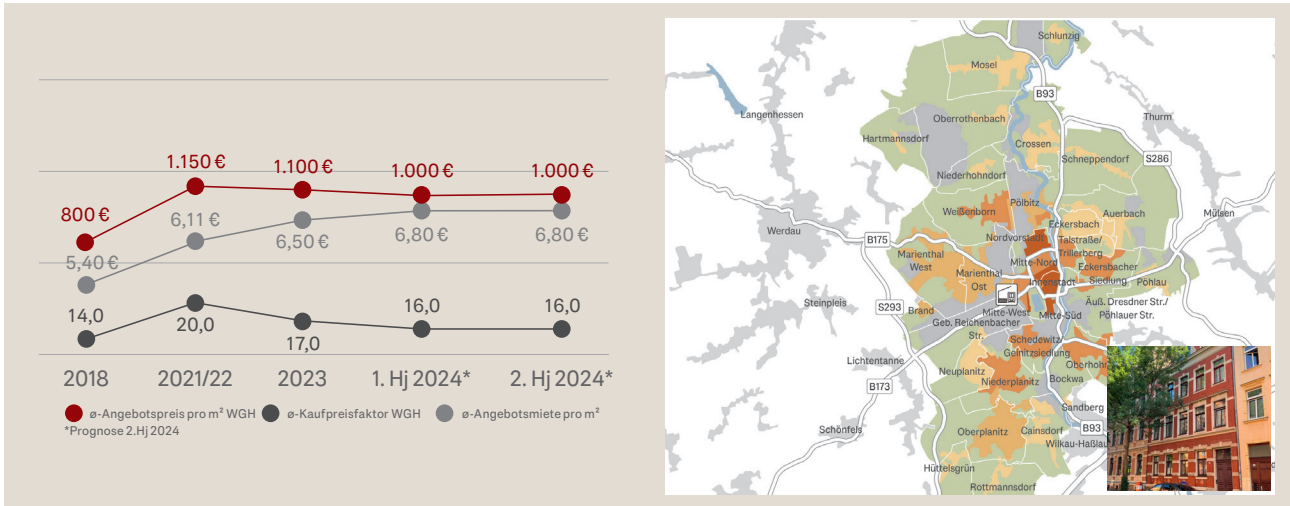 1.150 €
1.100 €
1.000 €
1.000 €
800 €
6,11 €
6,50 €
6,80 €
6,80 €
5,40 €
14,0
20,0
17,0
16,0
16,0
2018
2021/22
2023
1. Hj 2024*
2. Hj 2024*
ø-Angebotspreis pro m² WGH
ø-Kaufpreisfaktor WGH
ø-Angebotsmiete pro m²
*Prognose 2.Hj 2024
Schlunzig
Mosel
B93
Langenhessen
Oberrothenbach
Thurm
Hartmannsdorf
Crossen
S286
Schneppendorf
Niederhohndorf
Pölbitz
Weißenborn
Auerbach
Mülsen
Eckersbach
Werdau
B175
Nordvorstadt
Talstraße/
Trillerberg
Marienthal
West
Mitte-Nord
Marienthal
Ost
Innenstadt
Eckersbacher
Siedlung
Pöhlau
Steinpleis
S293
Brand
Mitte-West
Mitte-Süd
Äuß. Dresdner Str./
Pöhlauer Str.
Geb. Reichenbacher
Str.
Schedewitz/
Geinitzsiedlung
Lichtentanne
Neuplanitz
Oberhohn
B173
Niederplanitz
Bockwa
Sandberg
Schönfels
Oberplanitz
Cainsdorf
B93
Wilkau-Haßlau
Hüttelsgrün
Rottmannsdorf